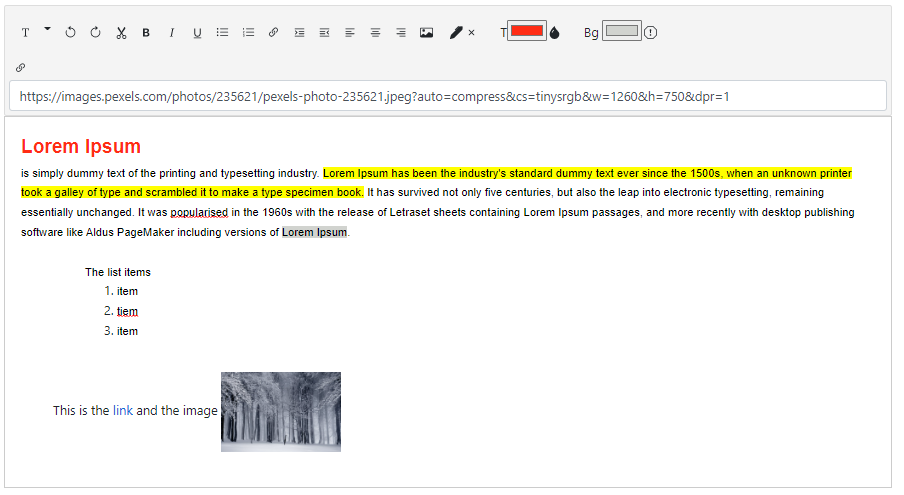 T B I U T Bg
https://images.pexels.com/photos/235621/pexels-photo-235621.jpeg?auto=compress&cs=tinysrgb&w=1260&h=750&dpr=1
Lorem Ipsum
is simply dummy text of the printing and typesetting industry. Lorem Ipsum has been the industry's standard dummy text ever since the 1500s, when an unknown printer
took a galley of type and scrambled it to make a type specimen book. It has survived not only five centuries, but also the leap into electronic typesetting, remaining
essentially unchanged. It was popularised in the 1960s with the release of Letraset sheets containing Lorem Ipsum passages, and more recently with desktop publishing
software like Aldus PageMaker including versions of Lorem Ipsum.
The list items
1. item
2. tiem
3. item
This is the link and the image